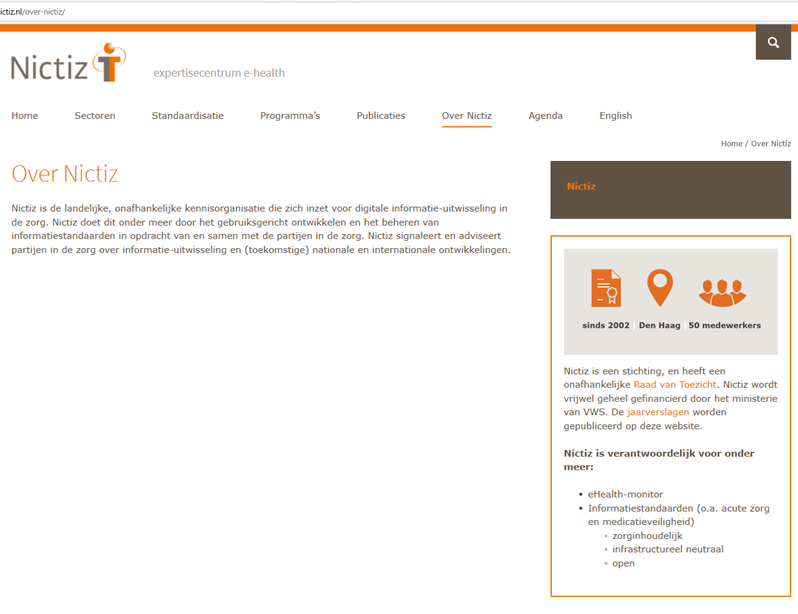 ictiz.nl/over-nictiz/
Nictiz
expertisecentrum e-health
Home Sectoren Standaardisatie Programma's Publicaties Over Nictiz Agenda English
Home / Over Nictiz
Over Nictiz
Nictiz is de landelijke, onafhankelijke kennisorganisatie die zich inzet voor digitale informatie-uitwisseling in
de zorg. Nictiz doet dit onder meer door het gebruiksgericht ontwikkelen en het beheren van
informatiestandaarden in opdracht van en samen met de partijen in de zorg. Nictiz signaleert en adviseert
partijen in de zorg over informatie-uitwisseling en (toekomstige) nationale en internationale ontwikkelingen.
Nictiz
sinds 2002 | Den Haag | 50 medewerkers
Nictiz is een stichting, en heeft een
onafhankelijke Raad van Toezicht. Nictiz wordt
vrijwel geheel gefinancierd door het ministerie
van VWS. De jaarverslagen worden
gepubliceerd op deze website.
Nictiz is verantwoordelijk voor onder
meer:
• eHealth-monitor
• Informatiestandaarden (o.a. acute zorg
en medicatieveiligheid)
◦ zorginhoudelijk
◦ infrastructureel neutraal
◦ open